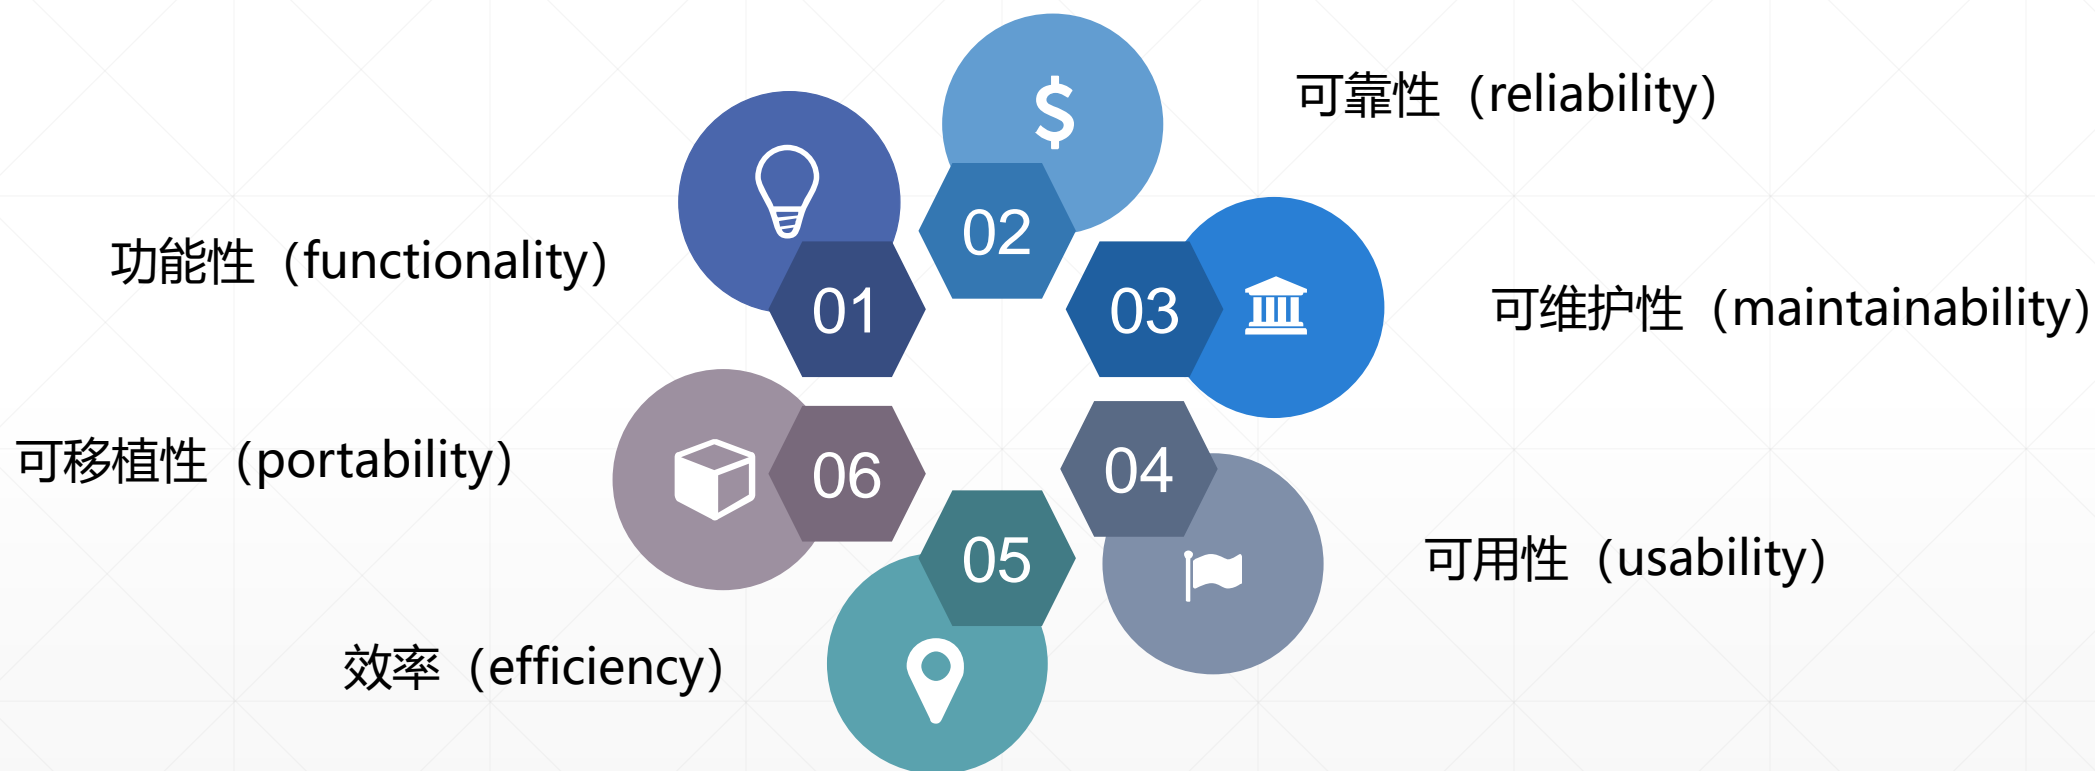 功能性（functionality）
01
可靠性（reliability）
02
可维护性（maintainability）
03
可用性（usability）
04
效率（efficiency）
05
可移植性（portability）
06